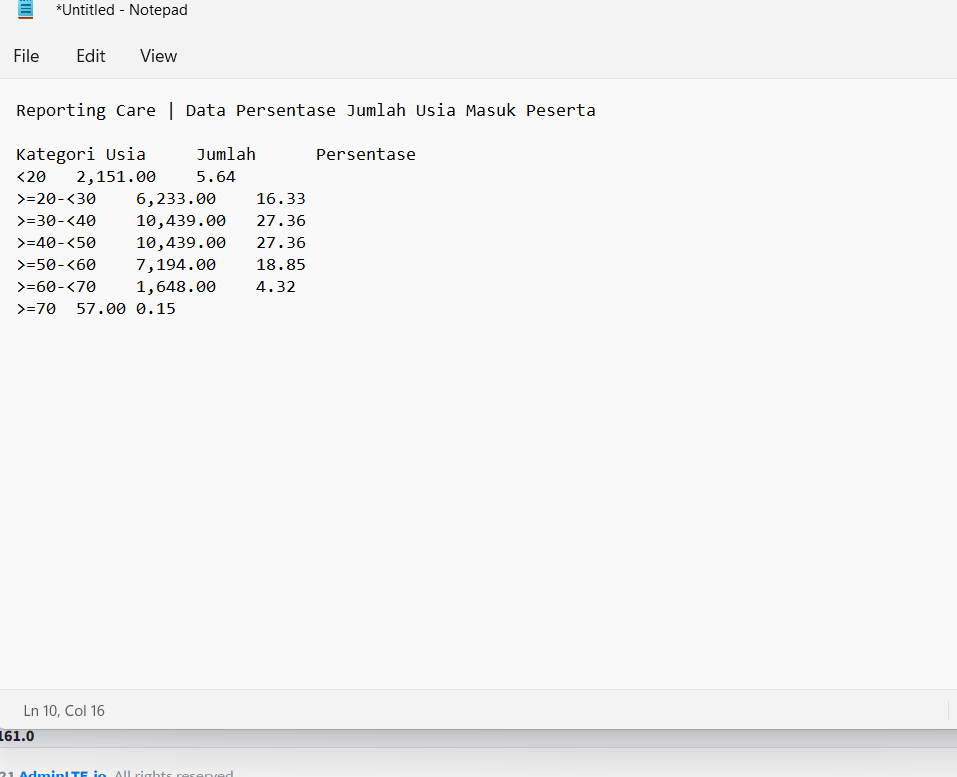 *Untitled - Notepad
File Edit View
Reporting Care | Data Persentase Jumlah Usia Masuk Peserta
Kategori Usia Jumlah Persentase
<20 2,151.00 5.64
>=20-<30 6,233.00 16.33
>=30-<40 10,439.00 27.36
>=40-<50 10,439.00 27.36
>=50-<60 7,194.00 18.85
>=60-<70 1,648.00 4.32
>=70 57.00 0.15
Ln 10, Col 16
161.0
21 AdminLTE.io. All rights reserved.